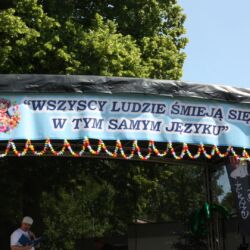 "WSZYSCY LUDZIE ŚMIEJĄ SIĘ
W TYM SAMYM JĘZYKU"